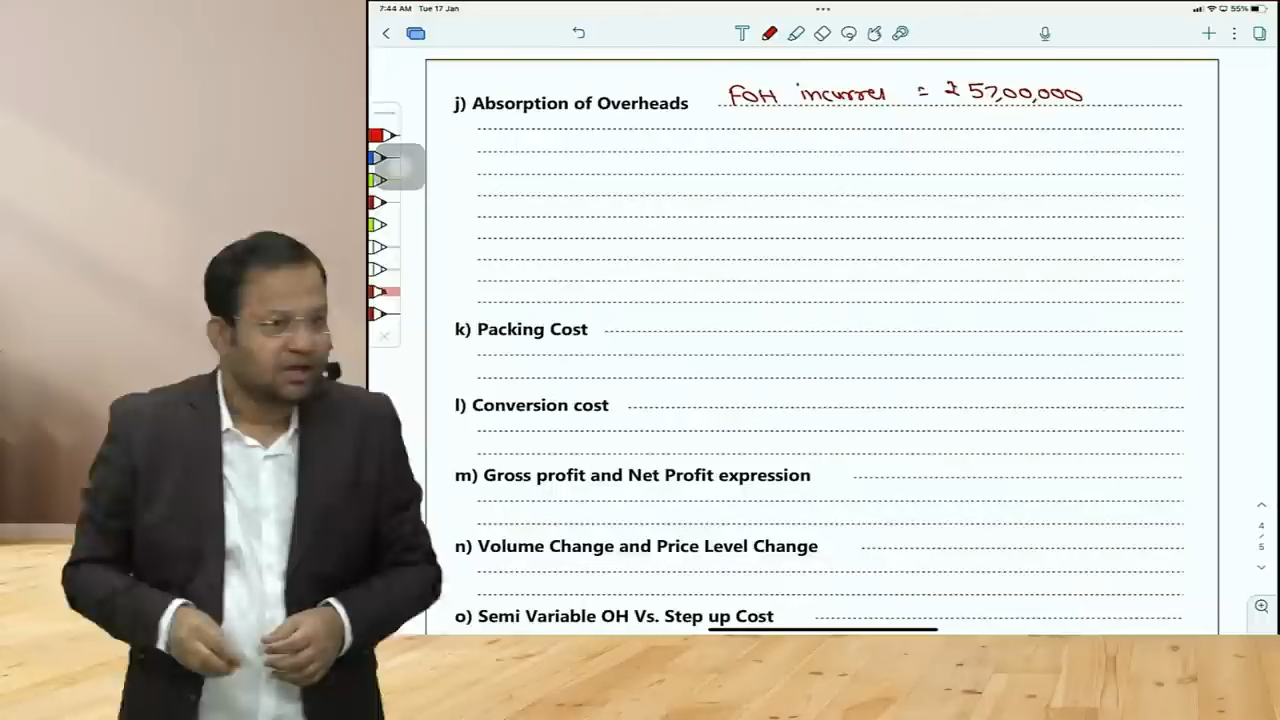 7:44 AM Tue 17 Jan
55%
j) Absorption of Overheads FOH incurred = ₹ 57,00,000
k) Packing Cost
l) Conversion cost
m) Gross profit and Net Profit expression
n) Volume Change and Price Level Change
o) Semi Variable OH Vs. Step up Cost
4
/
5